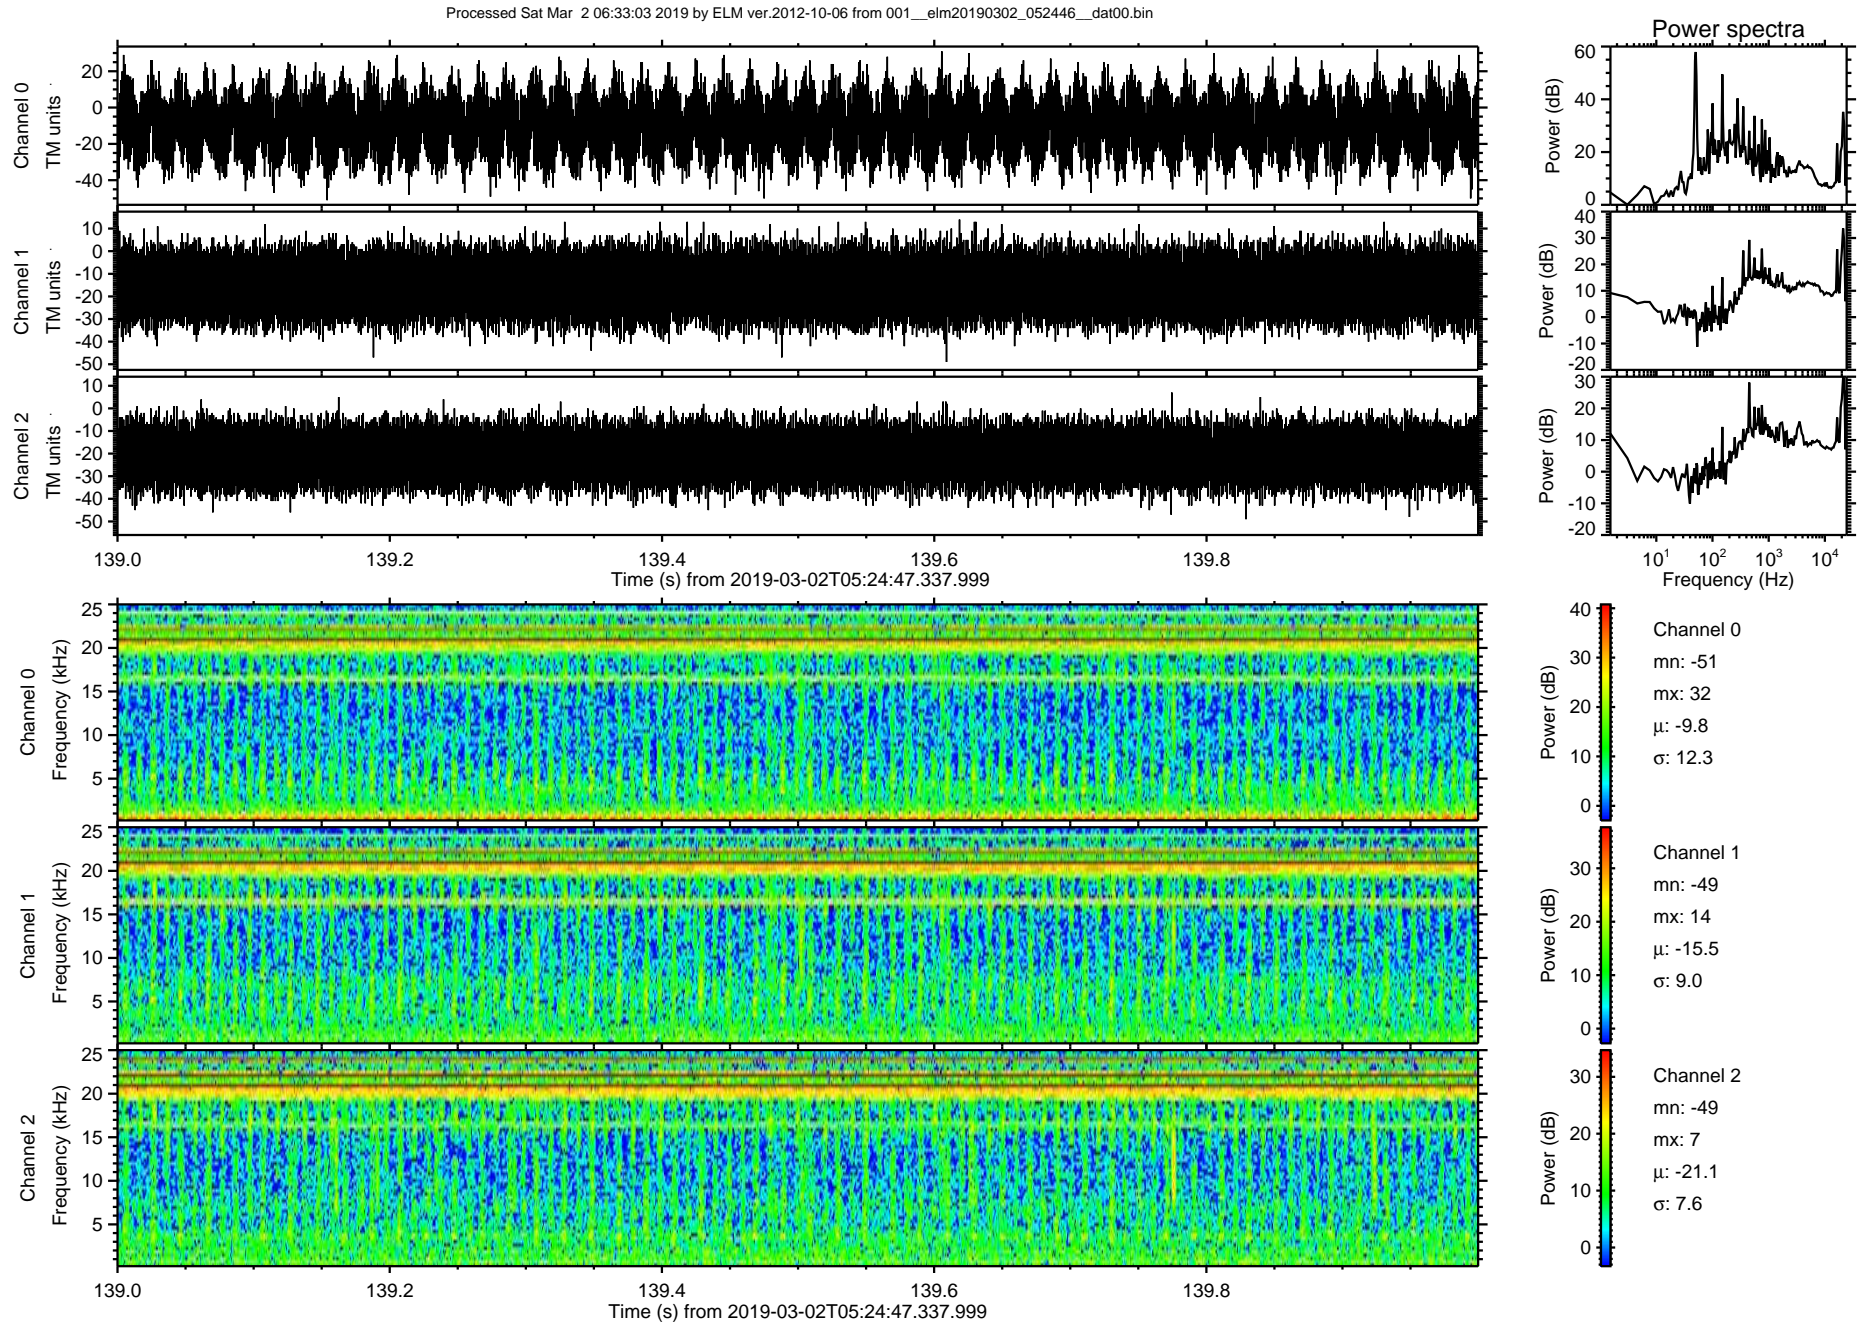 Processed Sat Mar  2 06:33:03 2019 by ELM ver.2012-10-06 from 001__elm20190302_052446__dat00.bin
Power spectra
Channel 0
TM units
20
0
-20
-40
Power (dB)
60
40
20
0
Channel 1
TM units
10
0
-10
-20
-30
-40
-50
Power (dB)
40
30
20
10
0
-10
-20
Channel 2
TM units
10
0
-10
-20
-30
-40
-50
Power (dB)
30
20
10
0
-10
-20
139.0 139.2 139.4 139.6 139.8
Time (s) from 2019-03-02T05:24:47.337.999
10¹ 10² 10³ 10⁴
Frequency (Hz)
Channel 0
Frequency (kHz)
25
20
15
10
5
Power (dB)
40
30
20
10
0
Channel 0
mn: -51
mx: 32
μ: -9.8
σ: 12.3
Channel 1
Frequency (kHz)
25
20
15
10
5
Power (dB)
30
20
10
0
Channel 1
mn: -49
mx: 14
μ: -15.5
σ: 9.0
Channel 2
Frequency (kHz)
25
20
15
10
5
Power (dB)
30
20
10
0
Channel 2
mn: -49
mx: 7
μ: -21.1
σ: 7.6
139.0 139.2 139.4 139.6 139.8
Time (s) from 2019-03-02T05:24:47.337.999